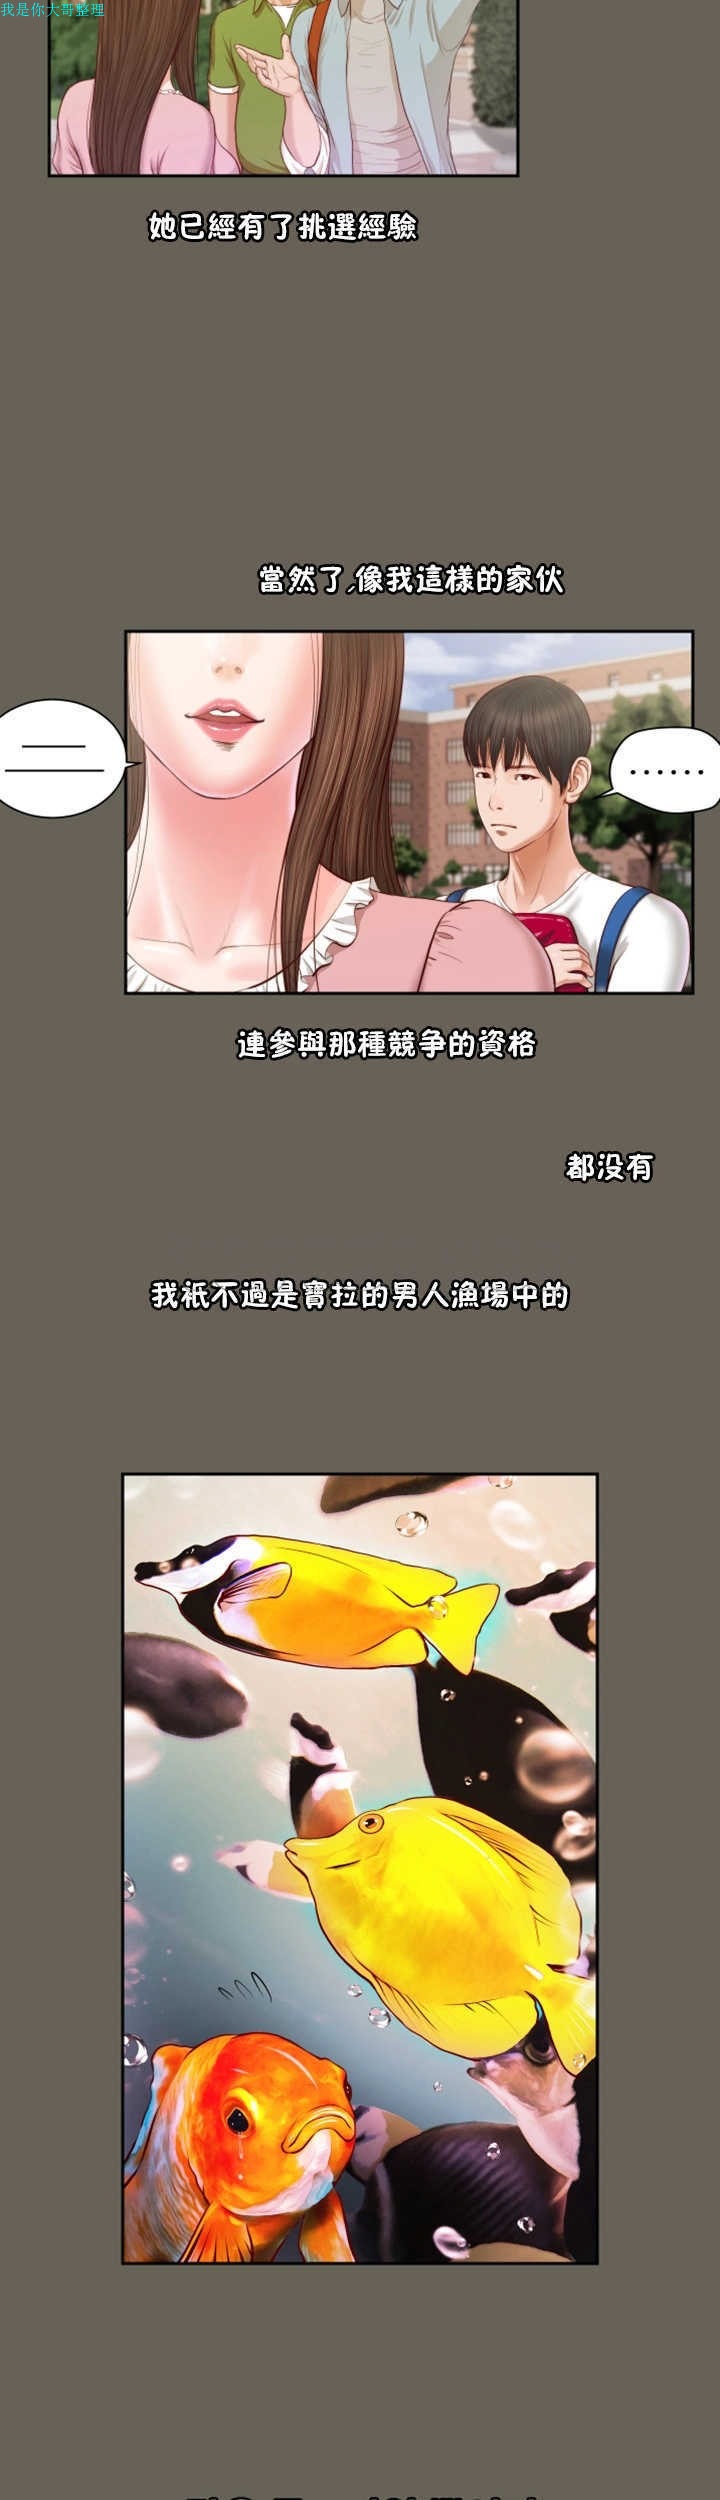 我是你大哥整理
她已經有了挑選經驗
當然了,像我這樣的家伙
......
連參與那種競爭的資格
都没有
我衹不過是寶拉的男人漁場中的